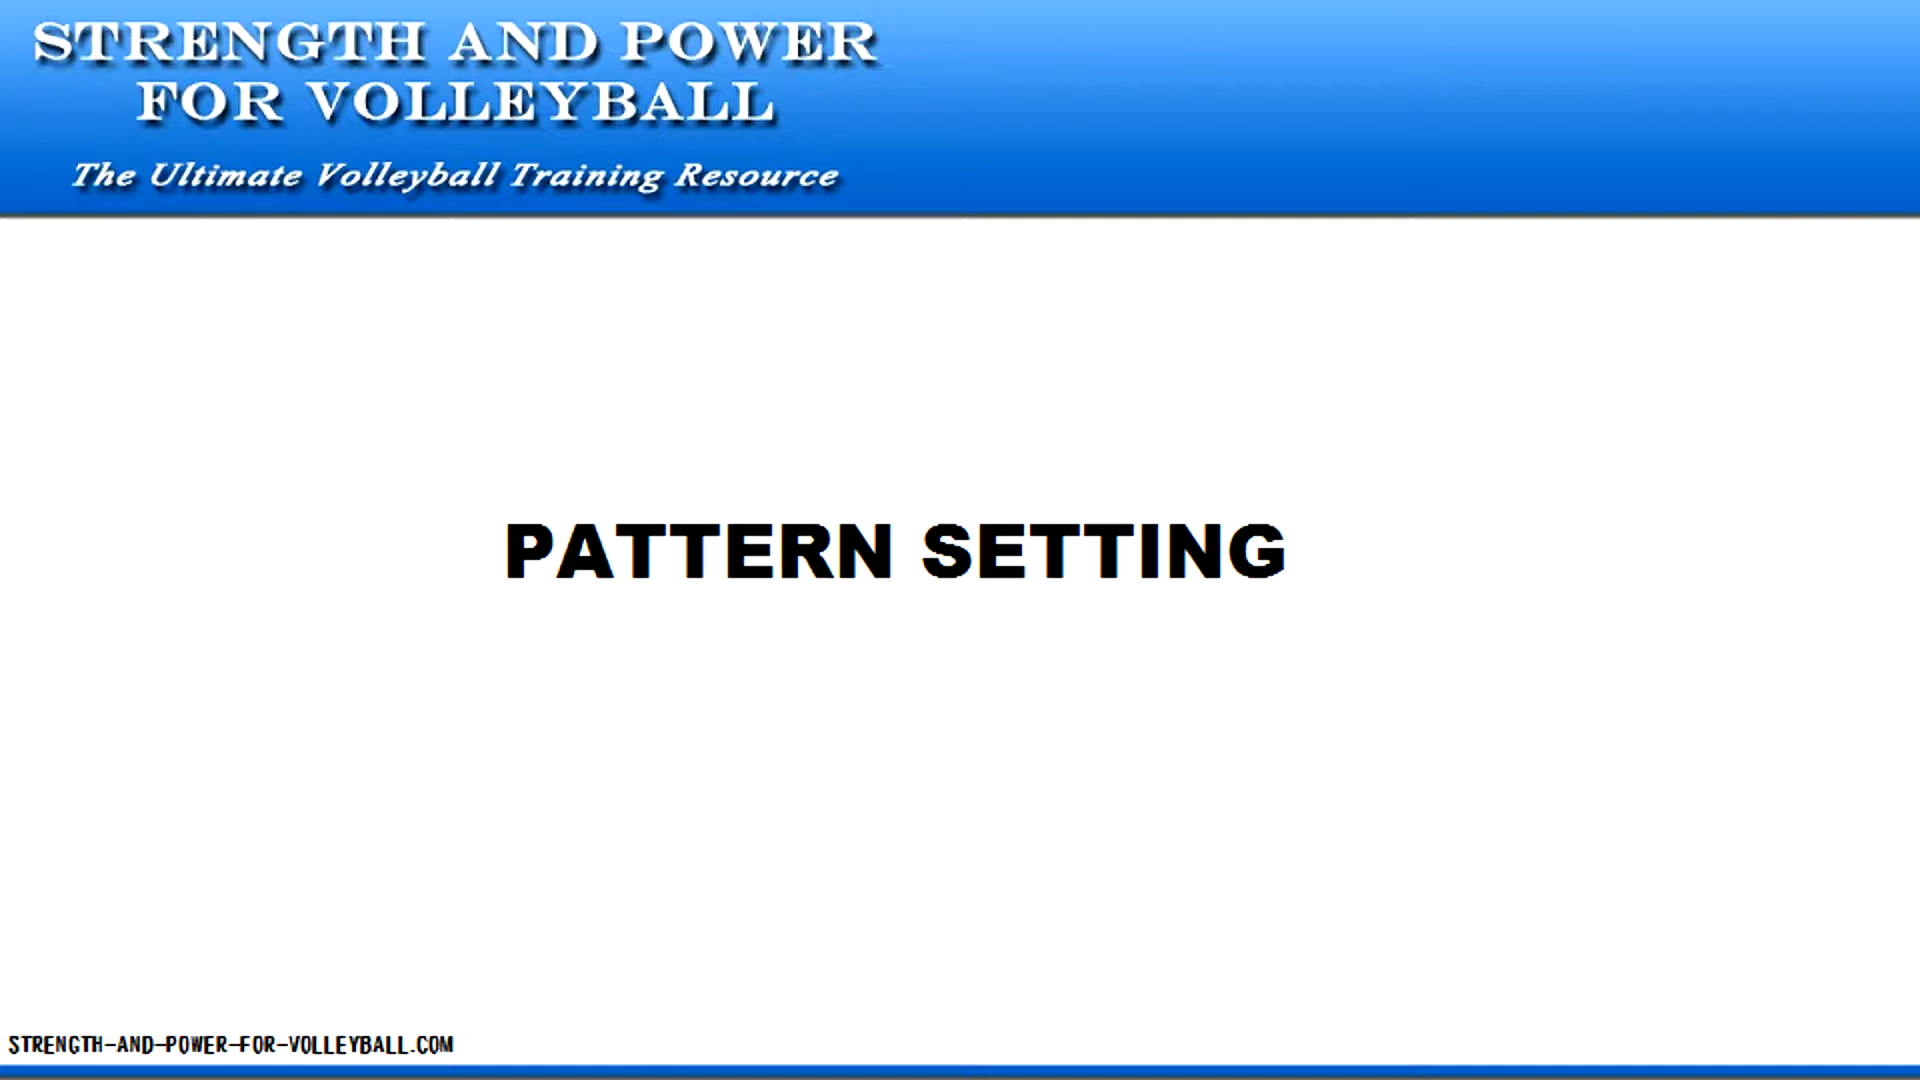 STRENGTH AND POWER
FOR VOLLEYBALL
The Ultimate Volleyball Training Resource
PATTERN SETTING
STRENGTH-AND-POWER-FOR-VOLLEYBALL.COM